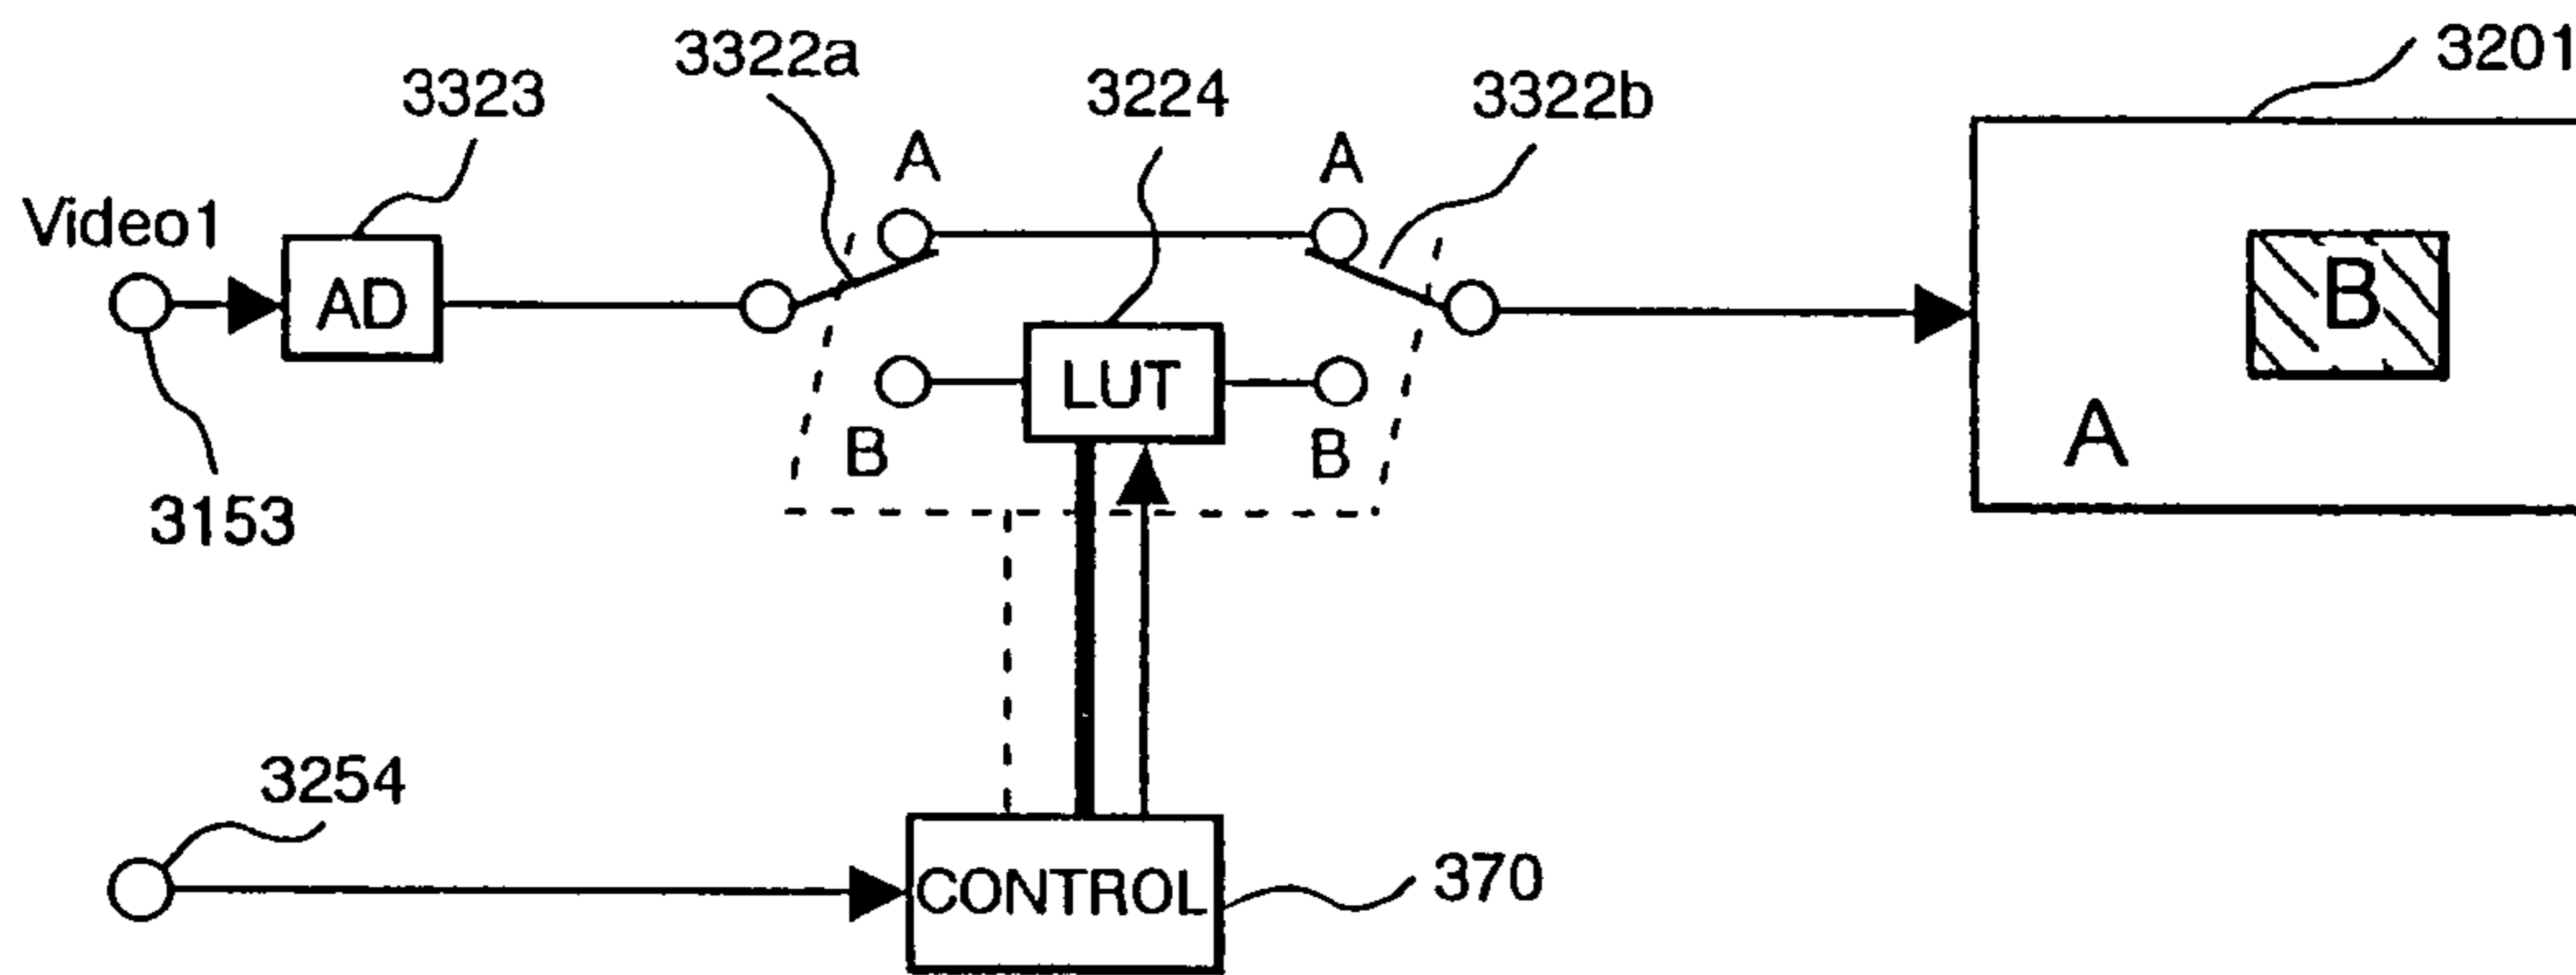 3201
3322a
3323
3224
3322b
A
A
Video1
AD
B
LUT
B
B
A
3153
3254
CONTROL
370